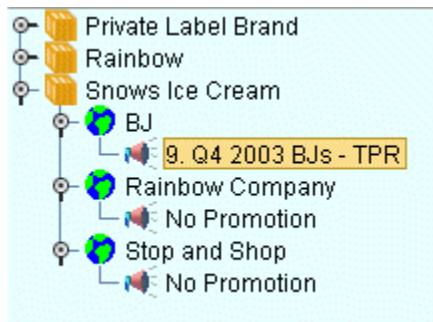 Private Label Brand
Rainbow
Snows Ice Cream
BJ
9. Q4 2003 BJs - TPR
Rainbow Company
No Promotion
Stop and Shop
No Promotion